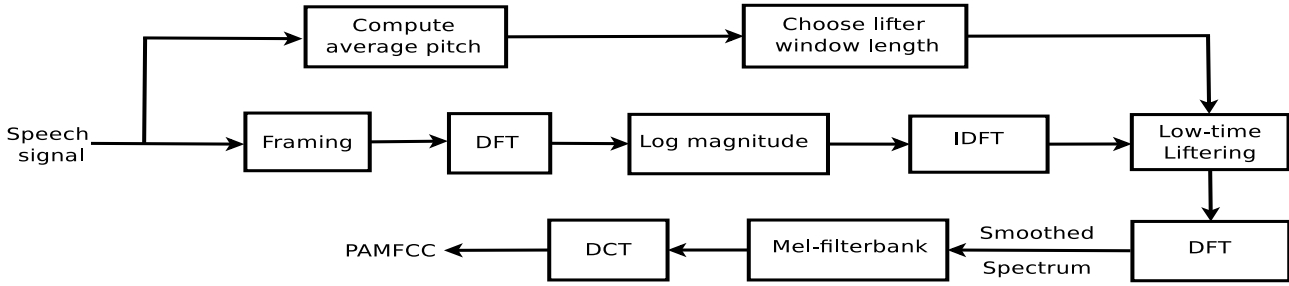 Compute
average pitch
Choose lifter
window length
Speech
signal
Framing
DFT
Log magnitude
IDFT
Low-time
Liftering
PAMFCC
DCT
Mel-filterbank
Smoothed
Spectrum
DFT